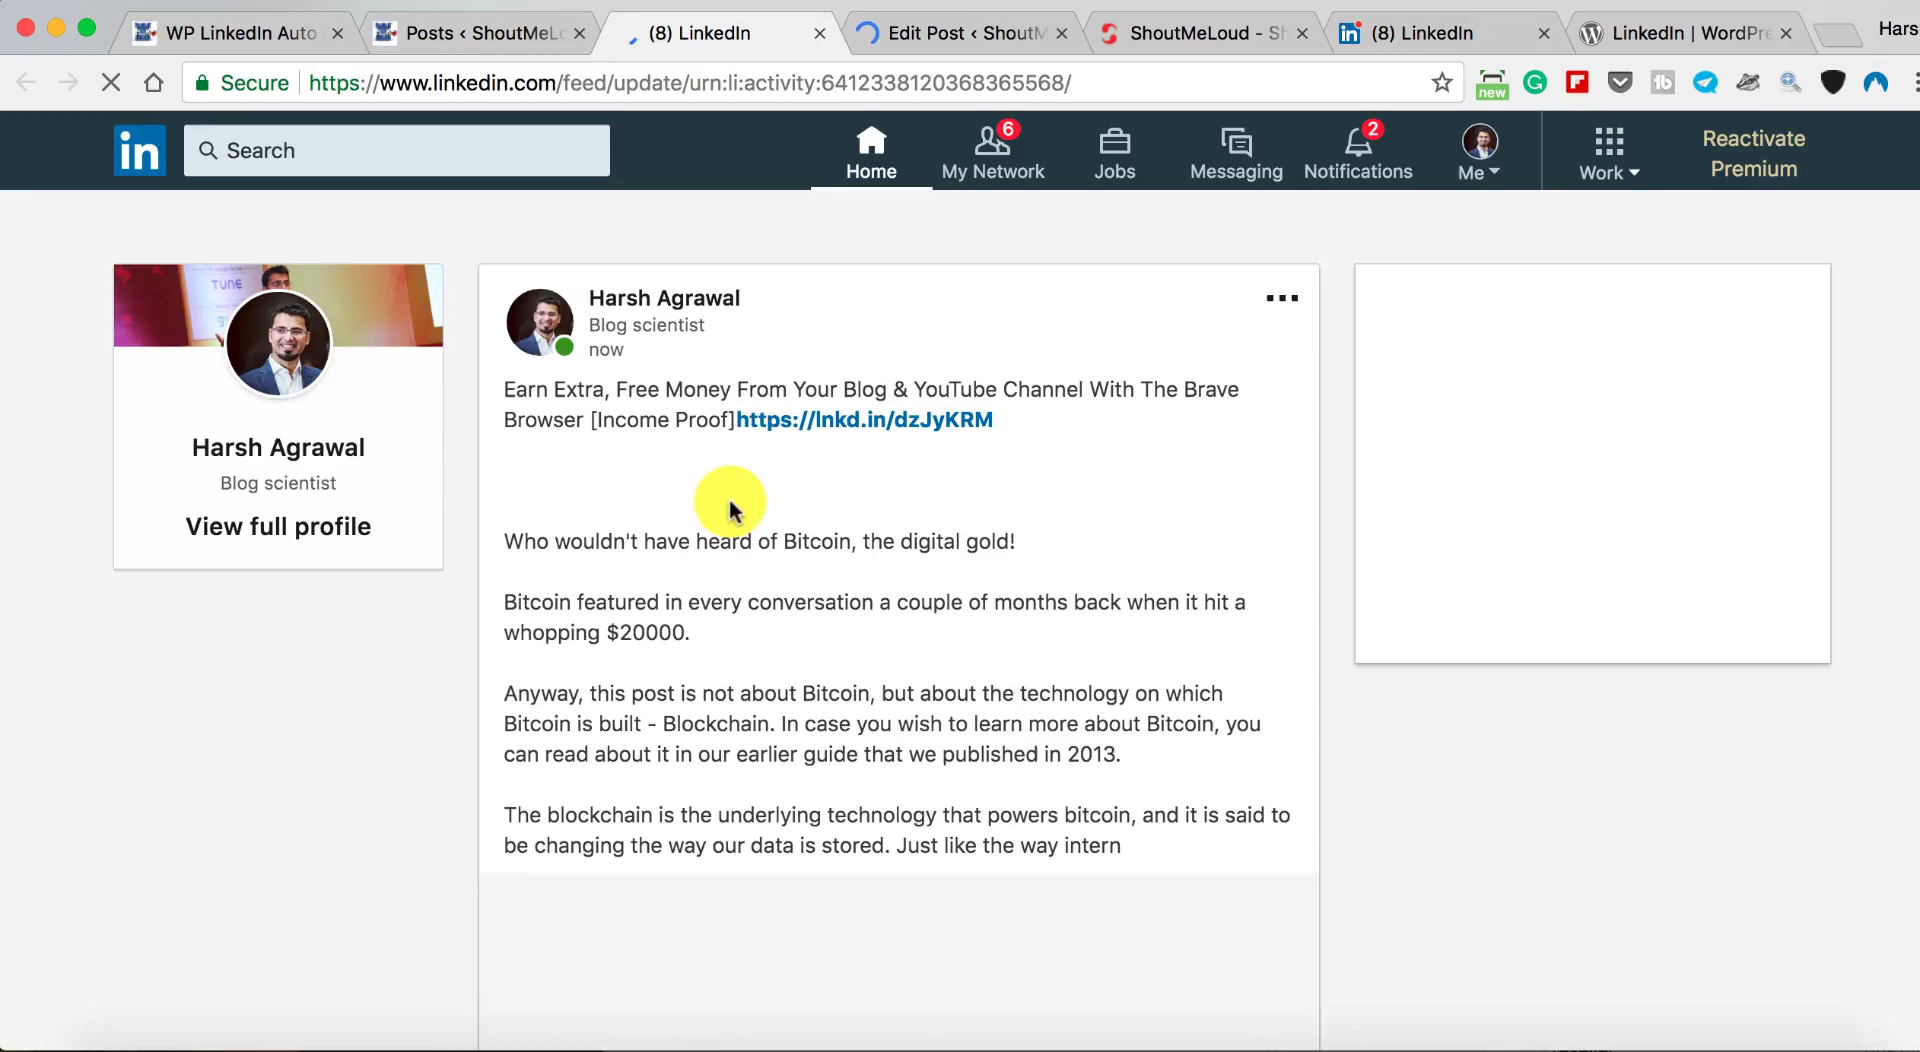 WP LinkedIn Auto
Posts ‹ ShoutMeL
(8) LinkedIn
Edit Post ‹ ShoutM
ShoutMeLoud - Sh
(8) LinkedIn
LinkedIn | WordPre
Hars
Secure
https://www.linkedin.com/feed/update/urn:li:activity:6412338120368365568/
new
in
Search
Home
6
My Network
Jobs
Messaging
2
Notifications
Me
Work
Reactivate
Premium
TUNE
Harsh Agrawal
Blog scientist
View full profile
Harsh Agrawal
Blog scientist
now
Earn Extra, Free Money From Your Blog & YouTube Channel With The Brave
Browser [Income Proof]https://lnkd.in/dzJyKRM
Who wouldn't have heard of Bitcoin, the digital gold!
Bitcoin featured in every conversation a couple of months back when it hit a
whopping $20000.
Anyway, this post is not about Bitcoin, but about the technology on which
Bitcoin is built - Blockchain. In case you wish to learn more about Bitcoin, you
can read about it in our earlier guide that we published in 2013.
The blockchain is the underlying technology that powers bitcoin, and it is said to
be changing the way our data is stored. Just like the way intern